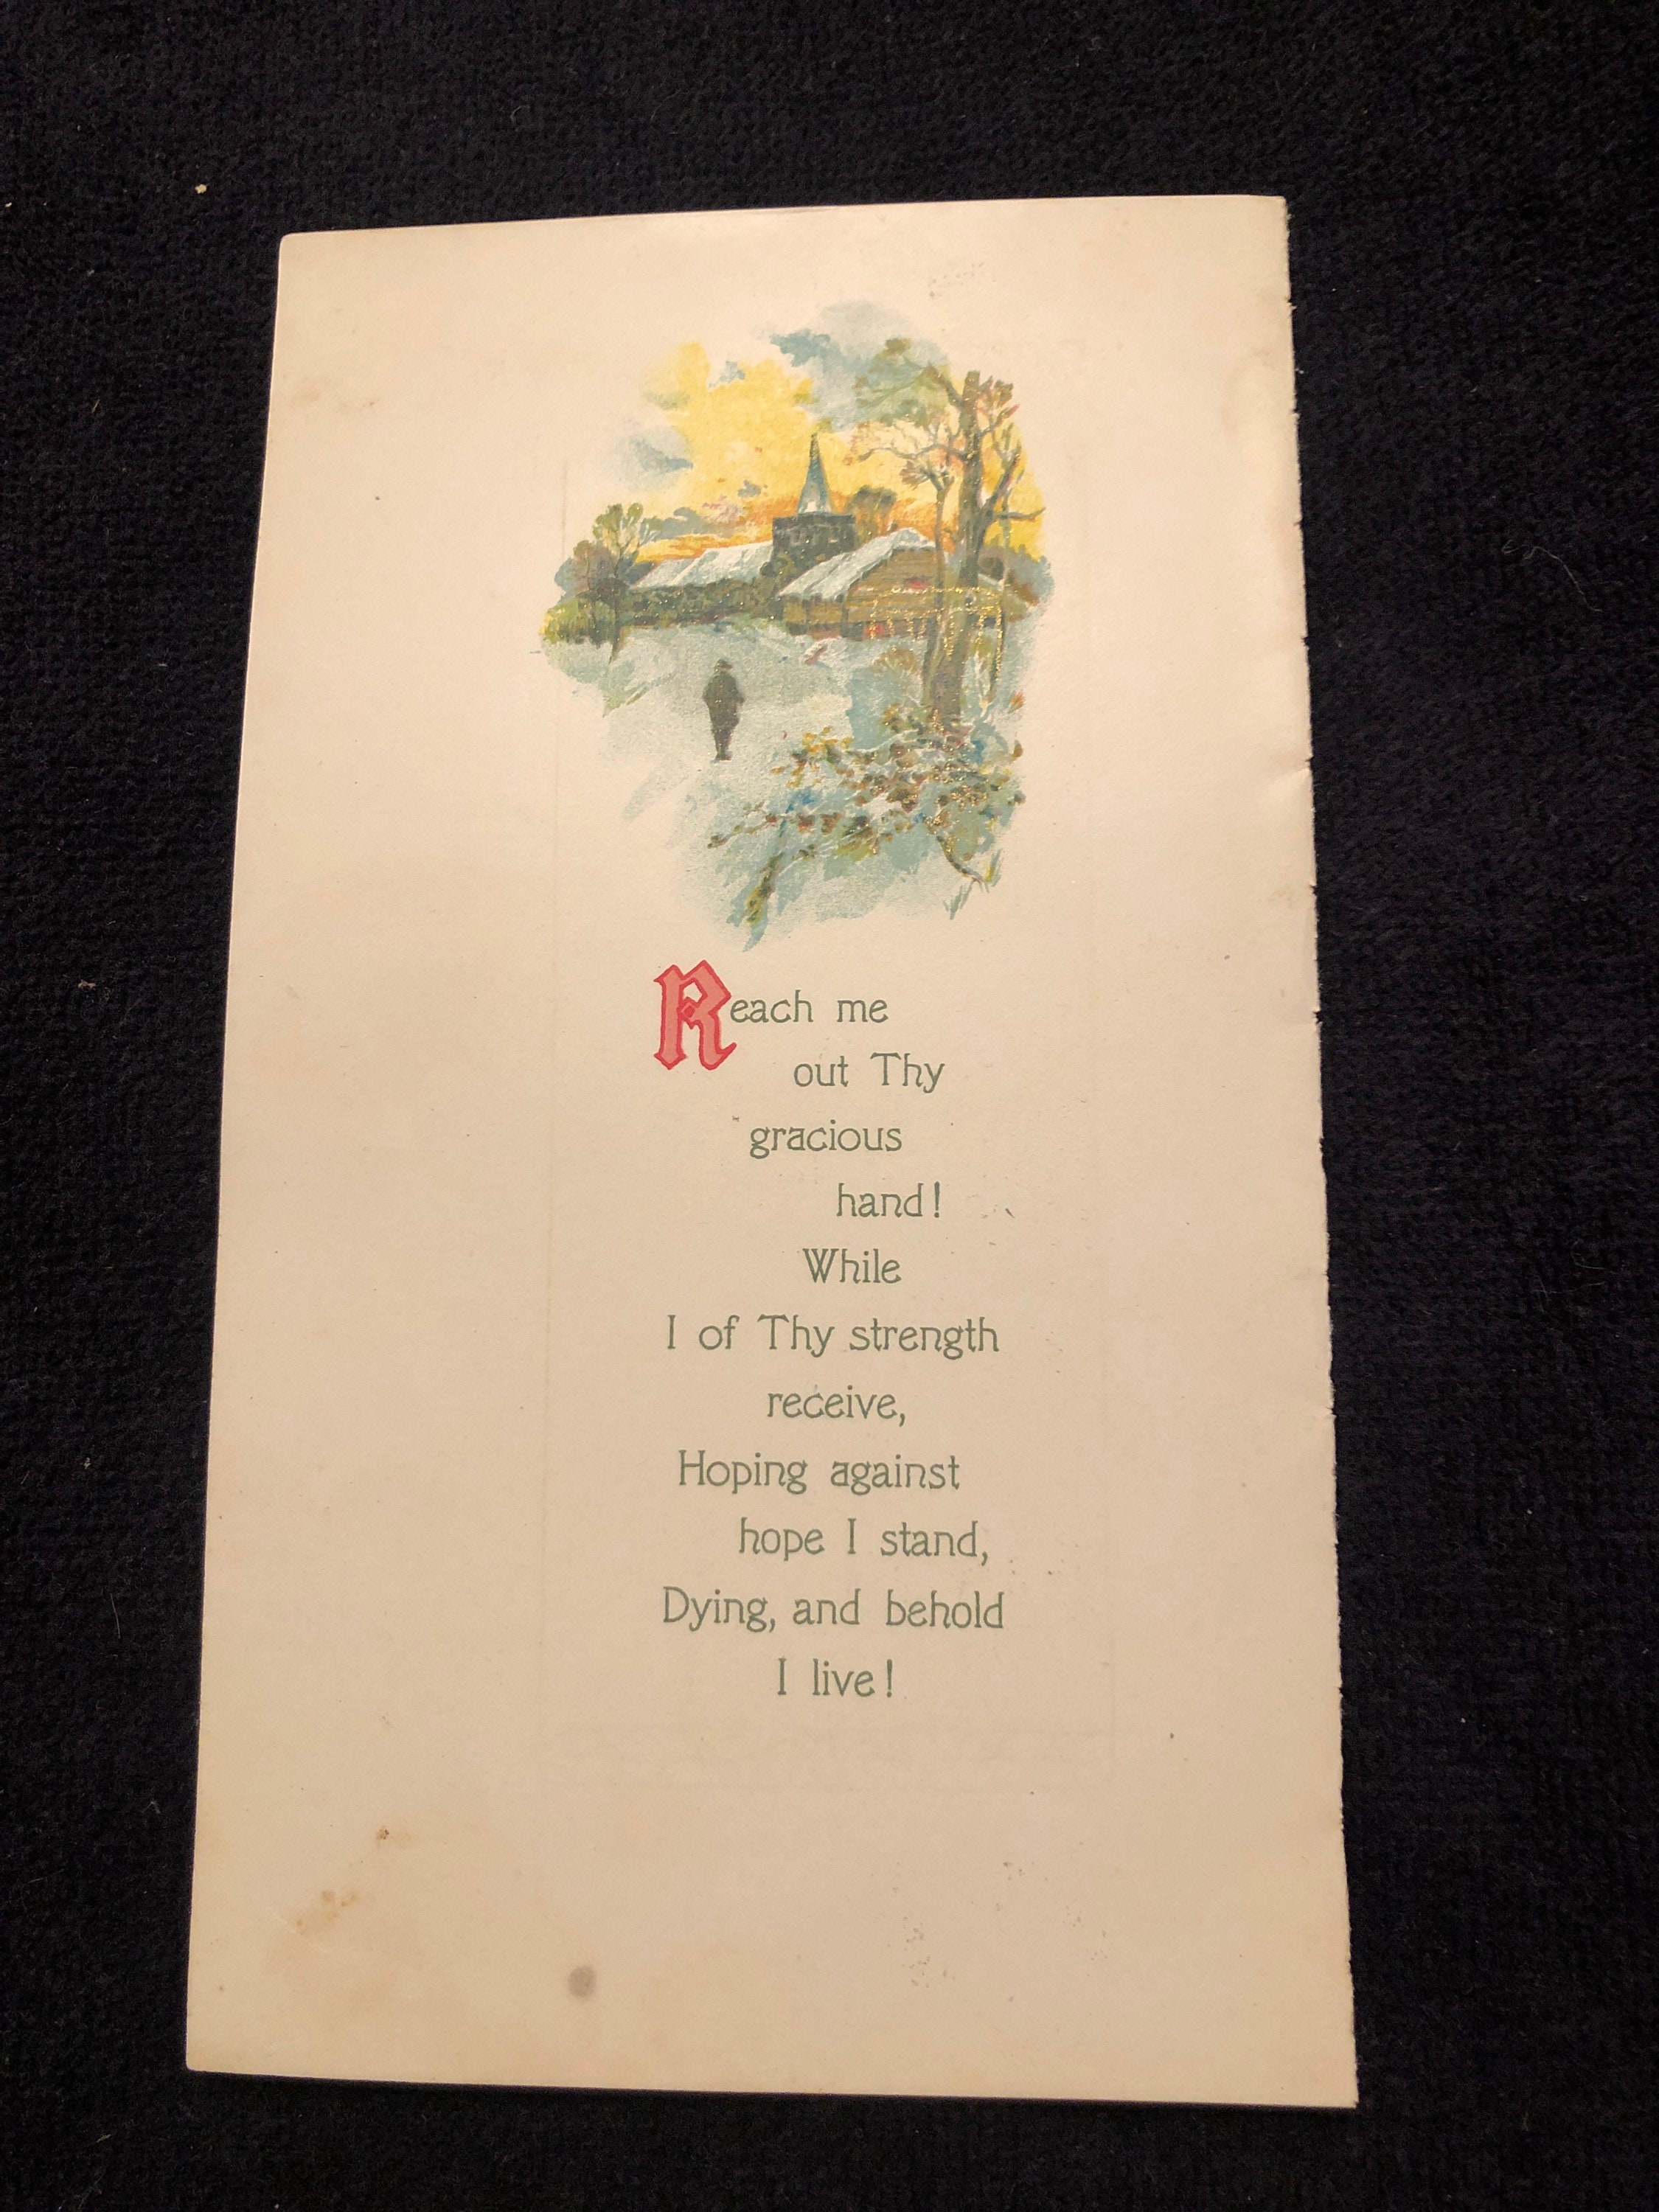 Reach me
out Thy
gracious
hand!
While
I of Thy strength
receive,
Hoping against
hope I stand,
Dying, and behold
I live!